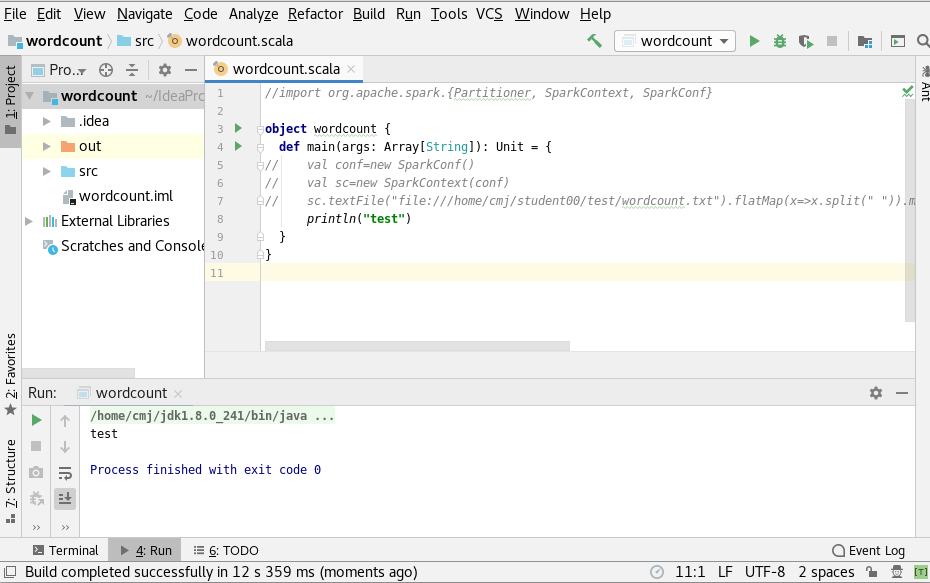 File Edit View Navigate Code Analyze Refactor Build Run Tools VCS Window Help
wordcount src wordcount.scala wordcount
1: Project
Pro... wordcount.scala
Ant
wordcount ~/IdeaPro
.idea
out
src
wordcount.iml
External Libraries
Scratches and Console
1 //import org.apache.spark.{Partitioner, SparkContext, SparkConf}
2
3 object wordcount {
4 def main(args: Array[String]): Unit = {
5 // val conf=new SparkConf()
6 // val sc=new SparkContext(conf)
7 // sc.textFile("file:///home/cmj/student00/test/wordcount.txt").flatMap(x=>x.split(" ")).m
8 println("test")
9 }
10 }
11
2: Favorites
7: Structure
Run: wordcount
/home/cmj/jdk1.8.0_241/bin/java ...
test
Process finished with exit code 0
Terminal 4: Run 6: TODO Event Log
Build completed successfully in 12 s 359 ms (moments ago) 11:1 LF UTF-8 2 spaces [T]